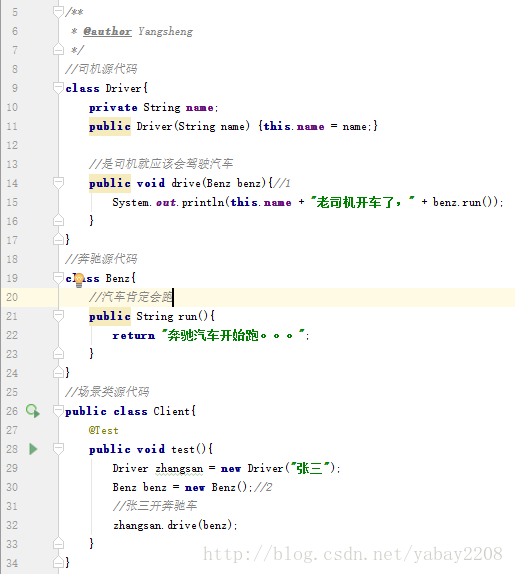 5 /**
6 * @author Yangsheng
7 */
8 //司机源代码
9 class Driver{
10 private String name;
11 public Driver(String name) {this.name = name;}
12
13 //是司机就应该会驾驶汽车
14 public void drive(Benz benz){//1
15 System.out.println(this.name + "老司机开车了，" + benz.run());
16 }
17 }
18 //奔驰源代码
19 class Benz{
20 //汽车肯定会跑
21 public String run(){
22 return "奔驰汽车开始跑。。。";
23 }
24 }
25 //场景类源代码
26 public class Client{
27 @Test
28 public void test(){
29 Driver zhangsan = new Driver("张三");
30 Benz benz = new Benz();//2
31 //张三开奔驰车
32 zhangsan.drive(benz);
33 }
34 }
http://blog.csdn.net/yabay2208